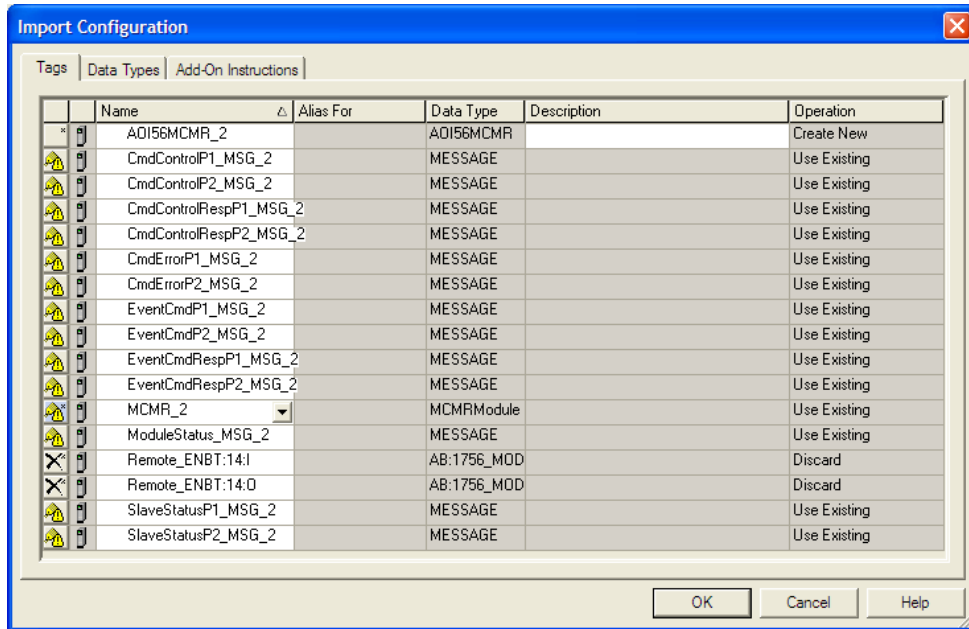 Import Configuration
Tags Data Types Add-On Instructions
Name Alias For Data Type Description Operation
AOI56MCMR_2 AOI56MCMR Create New
CmdControlP1_MSG_2 MESSAGE Use Existing
CmdControlP2_MSG_2 MESSAGE Use Existing
CmdControlRespP1_MSG_2 MESSAGE Use Existing
CmdControlRespP2_MSG_2 MESSAGE Use Existing
CmdErrorP1_MSG_2 MESSAGE Use Existing
CmdErrorP2_MSG_2 MESSAGE Use Existing
EventCmdP1_MSG_2 MESSAGE Use Existing
EventCmdP2_MSG_2 MESSAGE Use Existing
EventCmdRespP1_MSG_2 MESSAGE Use Existing
EventCmdRespP2_MSG_2 MESSAGE Use Existing
MCMR_2 MCMRModule Use Existing
ModuleStatus_MSG_2 MESSAGE Use Existing
Remote_ENBT:14:I AB:1756_MOD Discard
Remote_ENBT:14:O AB:1756_MOD Discard
SlaveStatusP1_MSG_2 MESSAGE Use Existing
SlaveStatusP2_MSG_2 MESSAGE Use Existing
OK Cancel Help